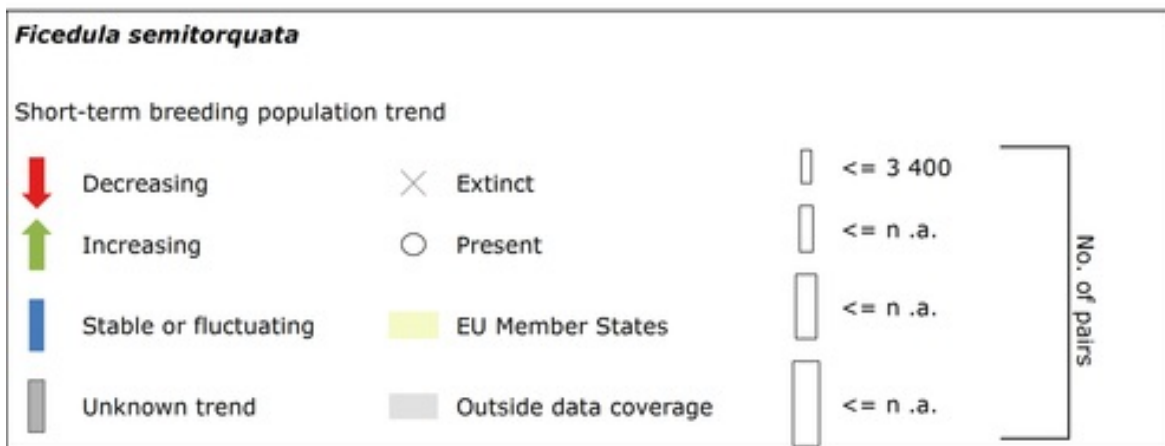 Ficedula semitorquata
Short-term breeding population trend
Decreasing
Increasing
Stable or fluctuating
Unknown trend
Extinct
Present
EU Member States
Outside data coverage
<= 3 400
<= n .a.
<= n .a.
<= n .a.
No. of pairs